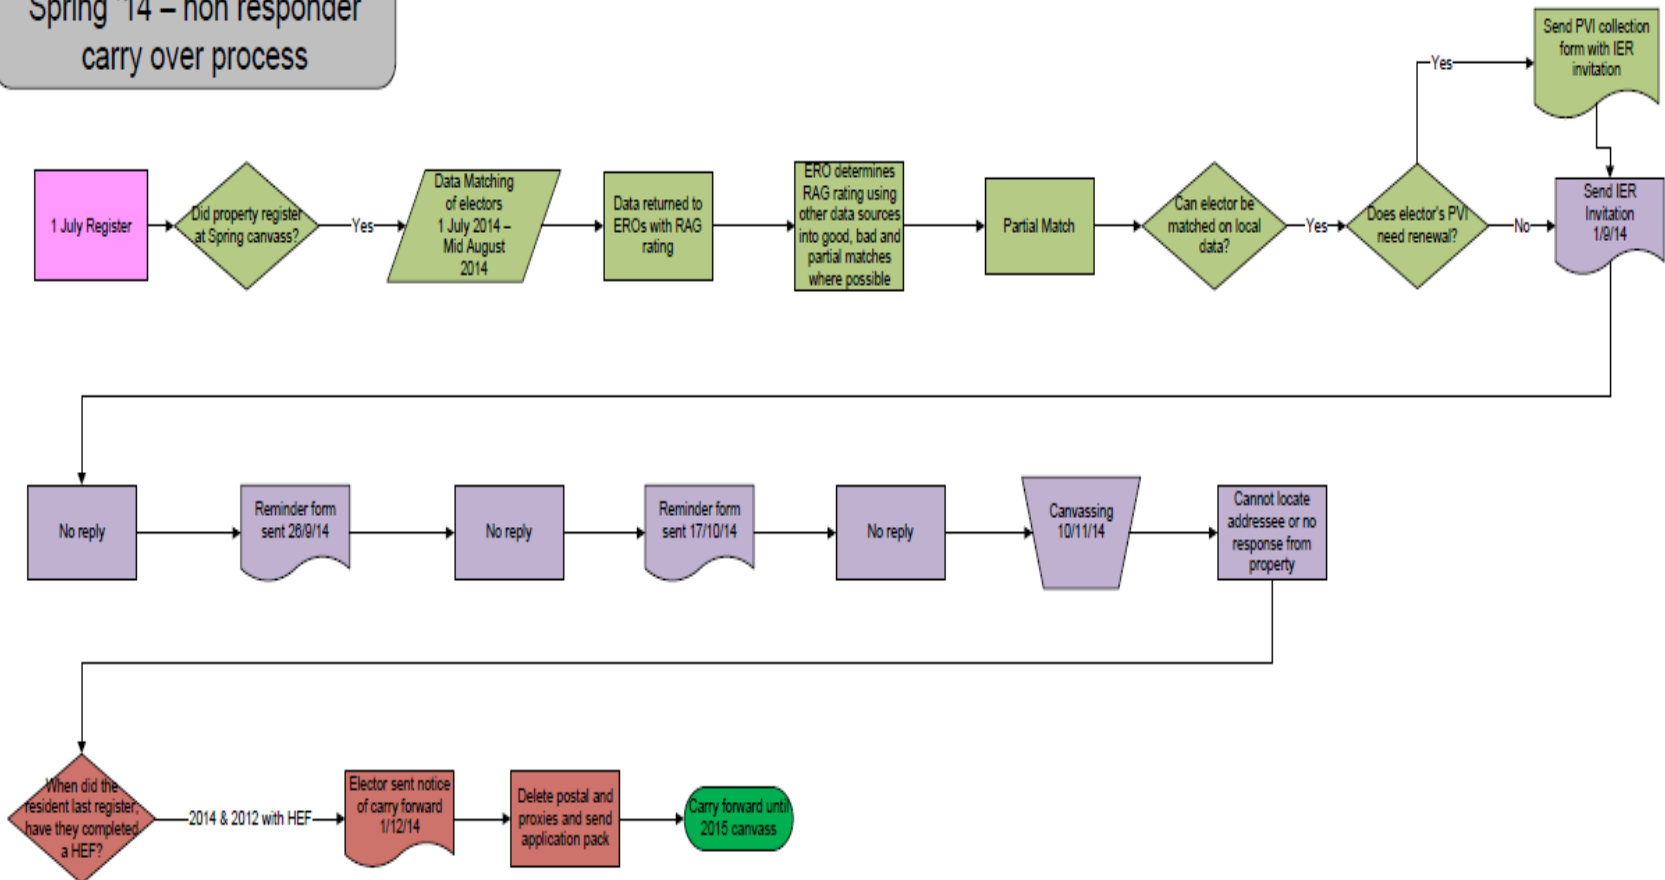 Spring '14 – non responder
carry over process
Send PVI collection
form with IER
invitation
Yes
1 July Register
Did property register
at Spring canvass?
Yes
Data Matching
of electors
1 July 2014 –
Mid August
2014
Data returned to
EROs with RAG
rating
ERO determines
RAG rating using
other data sources
into good, bad and
partial matches
where possible
Partial Match
Can elector be
matched on local
data?
Yes
Does elector's PVI
need renewal?
No
Send IER
Invitation
1/9/14
No reply
Reminder form
sent 26/9/14
No reply
Reminder form
sent 17/10/14
No reply
Canvassing
10/11/14
Cannot locate
addressee or no
response from
property
When did the
resident last register,
have they completed
a HEF?
2014 & 2012 with HEF
Elector sent notice
of carry forward
1/12/14
Delete postal and
proxies and send
application pack
Carry forward until
2015 canvass